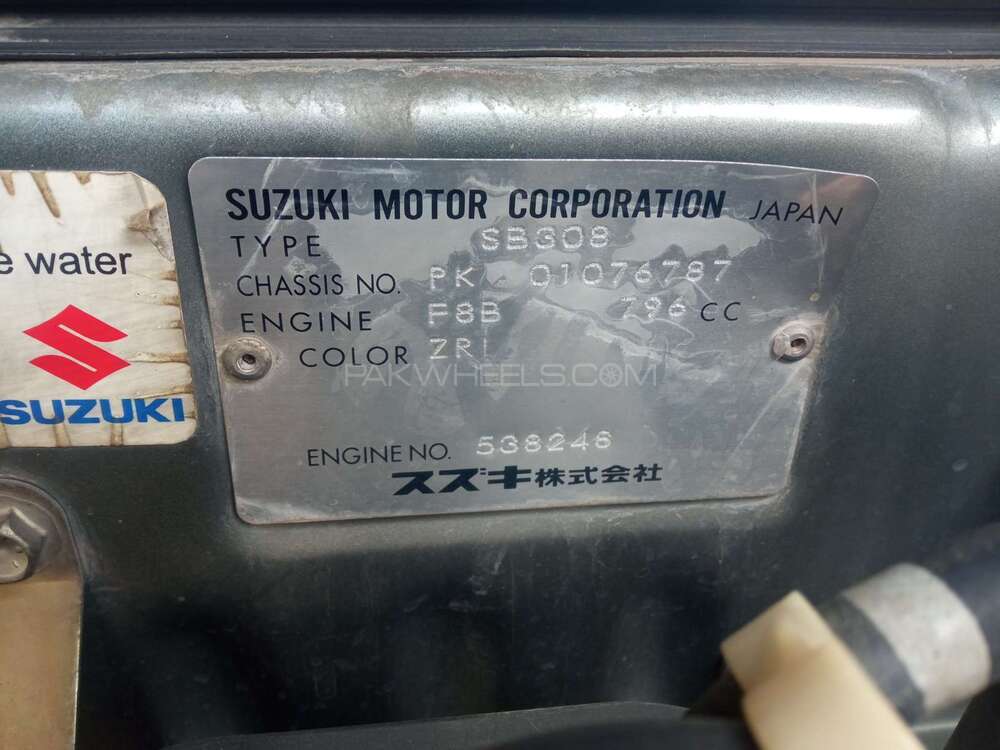 SUZUKI MOTOR CORPORATION JAPAN
TYPE SB308
CHASSIS NO. PK 01076787
ENGINE F8B 796 CC
COLOR ZR
PAKWHEELS.COM
ENGINE NO. 538246
スズキ株式会社
e water
SUZUKI